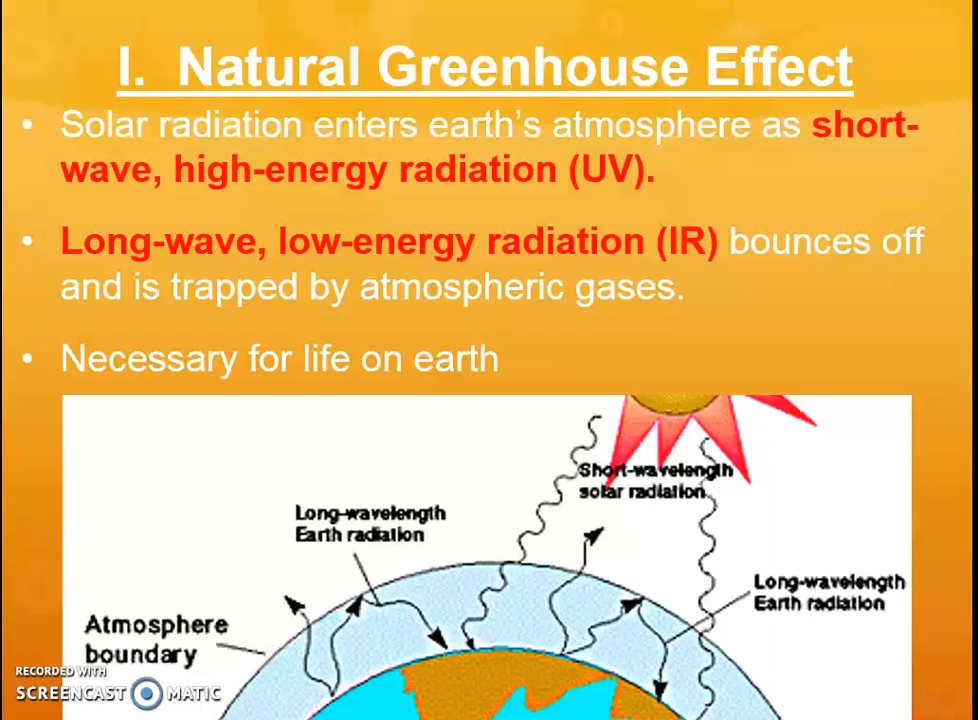 I. Natural Greenhouse Effect
• Solar radiation enters earth's atmosphere as short-
wave, high-energy radiation (UV).
• Long-wave, low-energy radiation (IR) bounces off
and is trapped by atmospheric gases.
• Necessary for life on earth
Short-wavelength
solar radiation
Long-wavelength
Earth radiation
Long-wavelength
Earth radiation
Atmosphere
boundary
RECORDED WITH
SCREENCAST MATIC